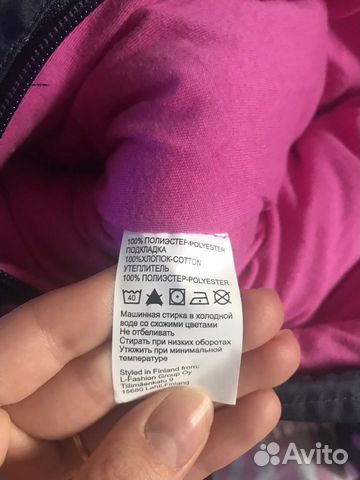 100% ПОЛИЭСТЕР-POLYESTER
ПОДКЛАДКА
100%ХЛОПОК-COTTON
УТЕПЛИТЕЛЬ
100%ПОЛИЭСТЕР-POLYESTER
40
Машинная стирка в холодной
воде со схожими цветами
Не отбеливать
Стирать при низких оборотах
Утюжить при минимальной
температуре
Styled in Finland from;
L-Fashion Group Oy
Tiilimäenkatu 9
15680 Lahti,Finland
Avito